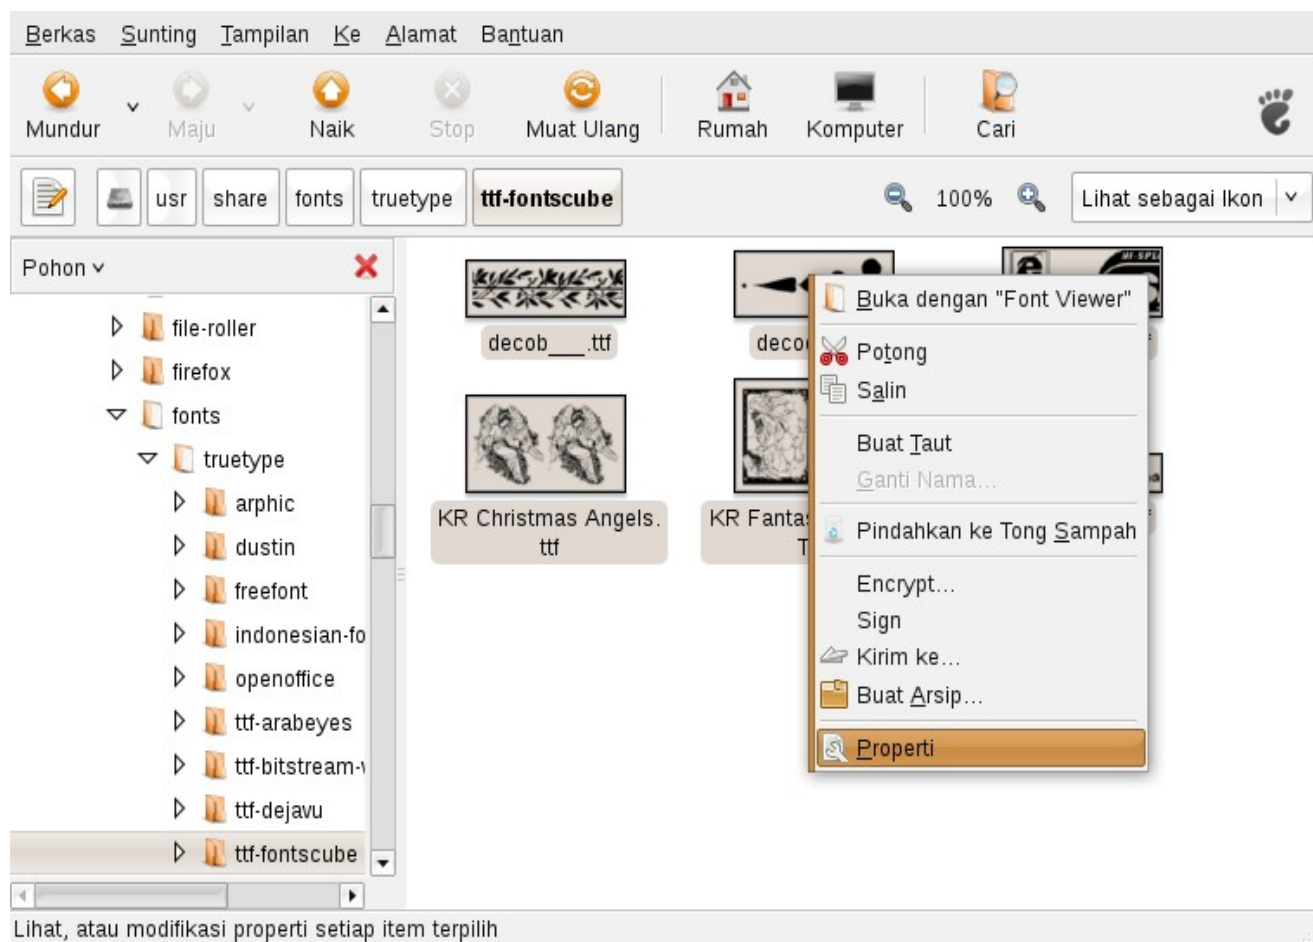 Berkas Sunting Tampilan Ke Alamat Bantuan
Mundur Maju Naik Stop Muat Ulang Rumah Komputer Cari
usr share fonts truetype ttf-fontscube 100% Lihat sebagai Ikon
Pohon
file-roller
firefox
fonts
truetype
arphic
dustin
freefont
indonesian-fo
openoffice
ttf-arabeyes
ttf-bitstream-v
ttf-dejavu
ttf-fontscube
decob___.ttf
KR Christmas Angels.
ttf
KR Fantas
T
Buka dengan "Font Viewer"
Potong
Salin
Buat Taut
Ganti Nama...
Pindahkan ke Tong Sampah
Encrypt...
Sign
Kirim ke...
Buat Arsip...
Properti
Lihat, atau modifikasi properti setiap item terpilih